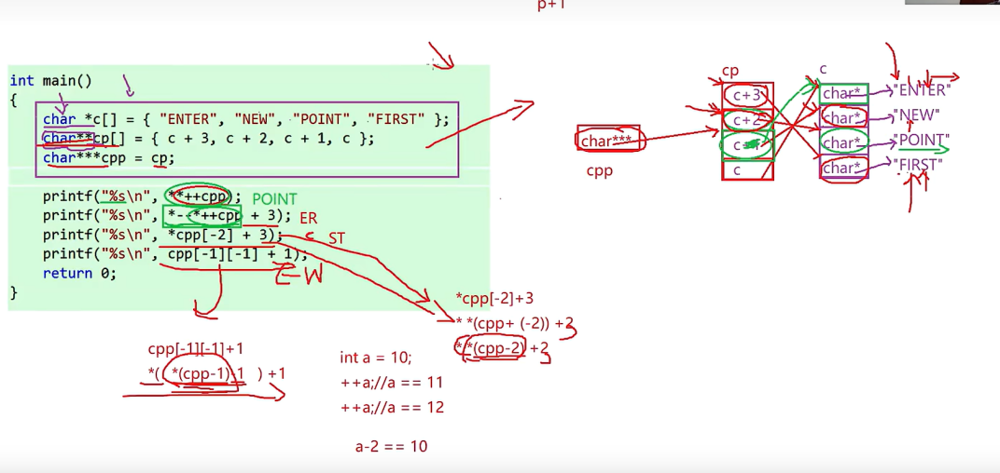 p+1
int main()
{
char *c[] = { "ENTER", "NEW", "POINT", "FIRST" };
char**cp[] = { c + 3, c + 2, c + 1, c };
char***cpp = cp;
printf("%s\n", **++cpp); POINT
printf("%s\n", *--*++cpp + 3); ER
printf("%s\n", *cpp[-2] + 3); ST
printf("%s\n", cpp[-1][-1] + 1); EW
return 0;
}
cpp[-1][-1]+1
*( *(cpp-1)-1 ) +1
int a = 10;
++a;//a == 11
++a;//a == 12
a-2 == 10
*cpp[-2]+3
* *(cpp+ (-2)) +3
**(cpp-2) +3
char***
cpp
cp
c+3
c+2
c
c
char* "ENTER"
char* "NEW"
char* "POINT"
char* "FIRST"